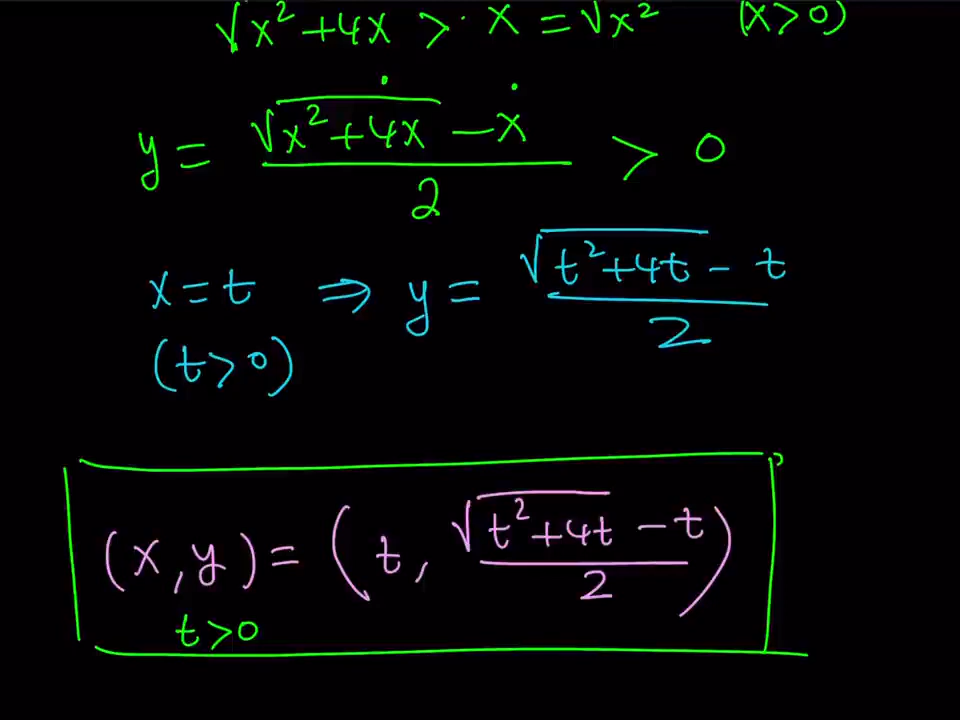 √x² +4x > x = √x² (x>0)
y = (√x²+4x − x)/2 > 0
x = t ⇒ y = (√t²+4t − t)/2
(t>0)
(x,y) = (t, (√t²+4t − t)/2)
t>0